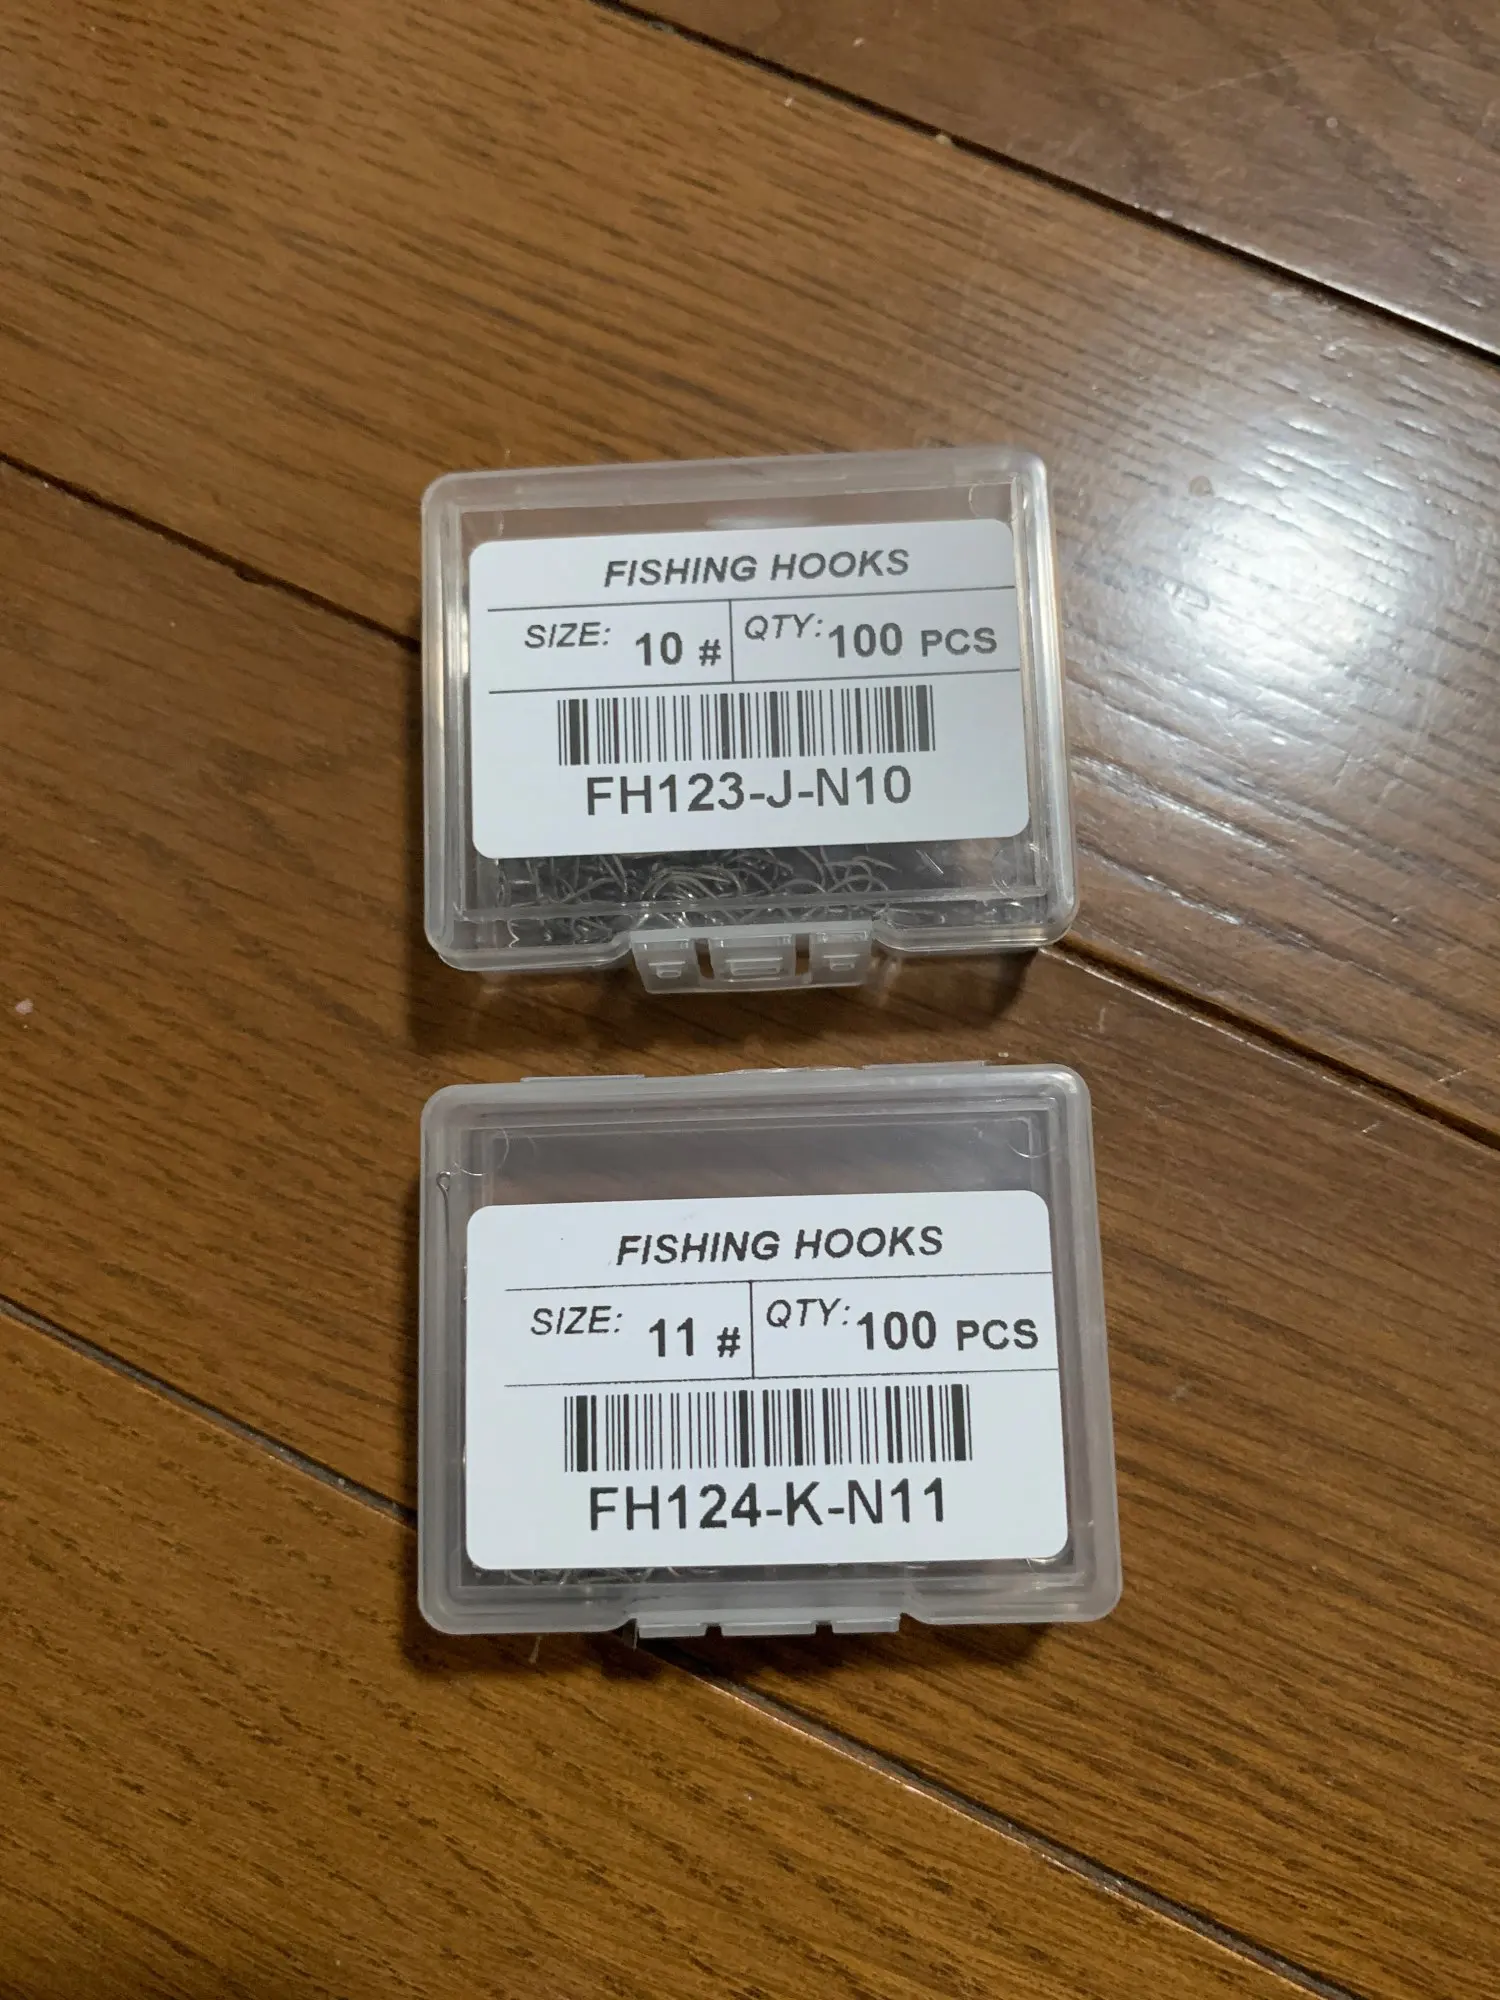 FISHING HOOKS
SIZE: 10 # QTY: 100 PCS
FH123-J-N10
FISHING HOOKS
SIZE: 11 # QTY: 100 PCS
FH124-K-N11